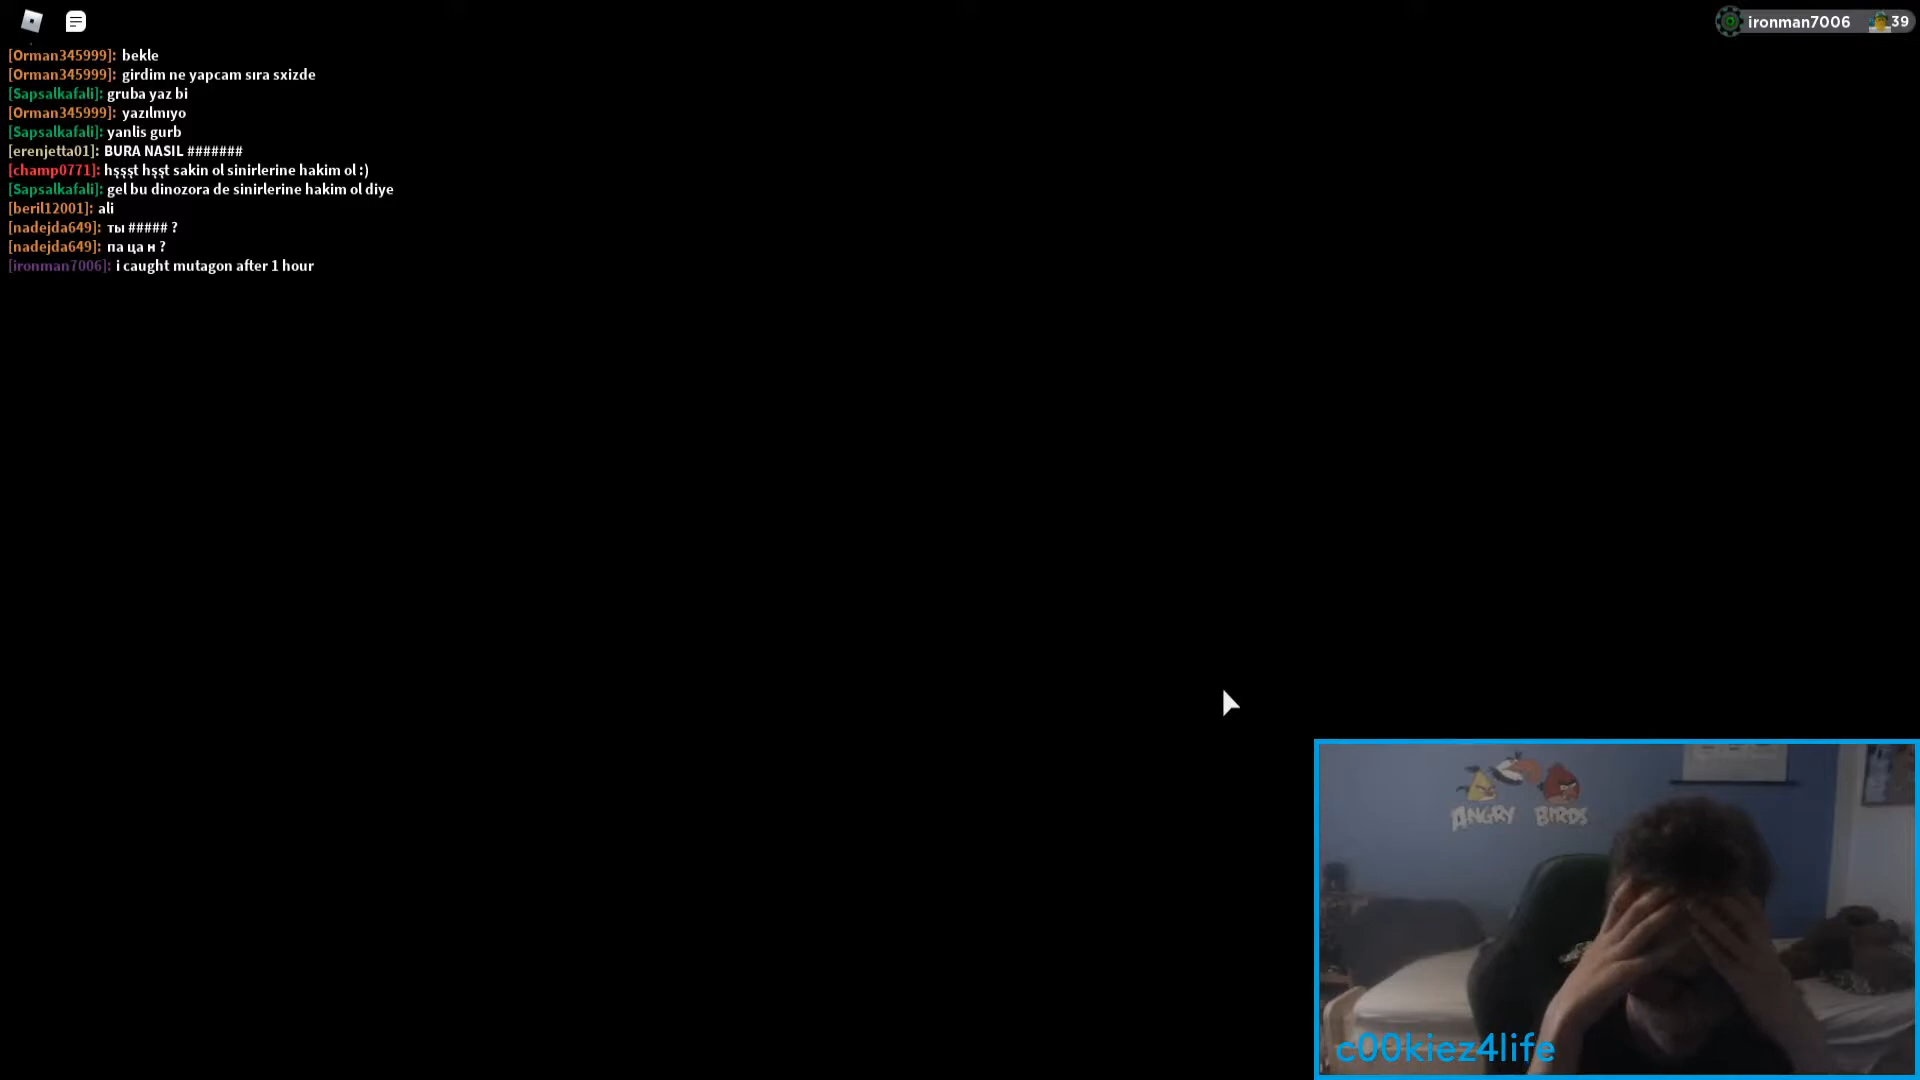 ironman7006 39
[Orman345999]: bekle
[Orman345999]: girdim ne yapcam sıra sxizde
[Sapsalkafali]: gruba yaz bi
[Orman345999]: yazılmıyo
[Sapsalkafali]: yanlis gurb
[erenjetta01]: BURA NASIL #######
[champ0771]: hşşşt hşşt sakin ol sinirlerine hakim ol :)
[Sapsalkafali]: gel bu dinozora de sinirlerine hakim ol diye
[beril12001]: ali
[nadejda649]: ты ##### ?
[nadejda649]: па ца н ?
[ironman7006]: i caught mutagon after 1 hour
ANGRY BIRDS
c00kiez4life